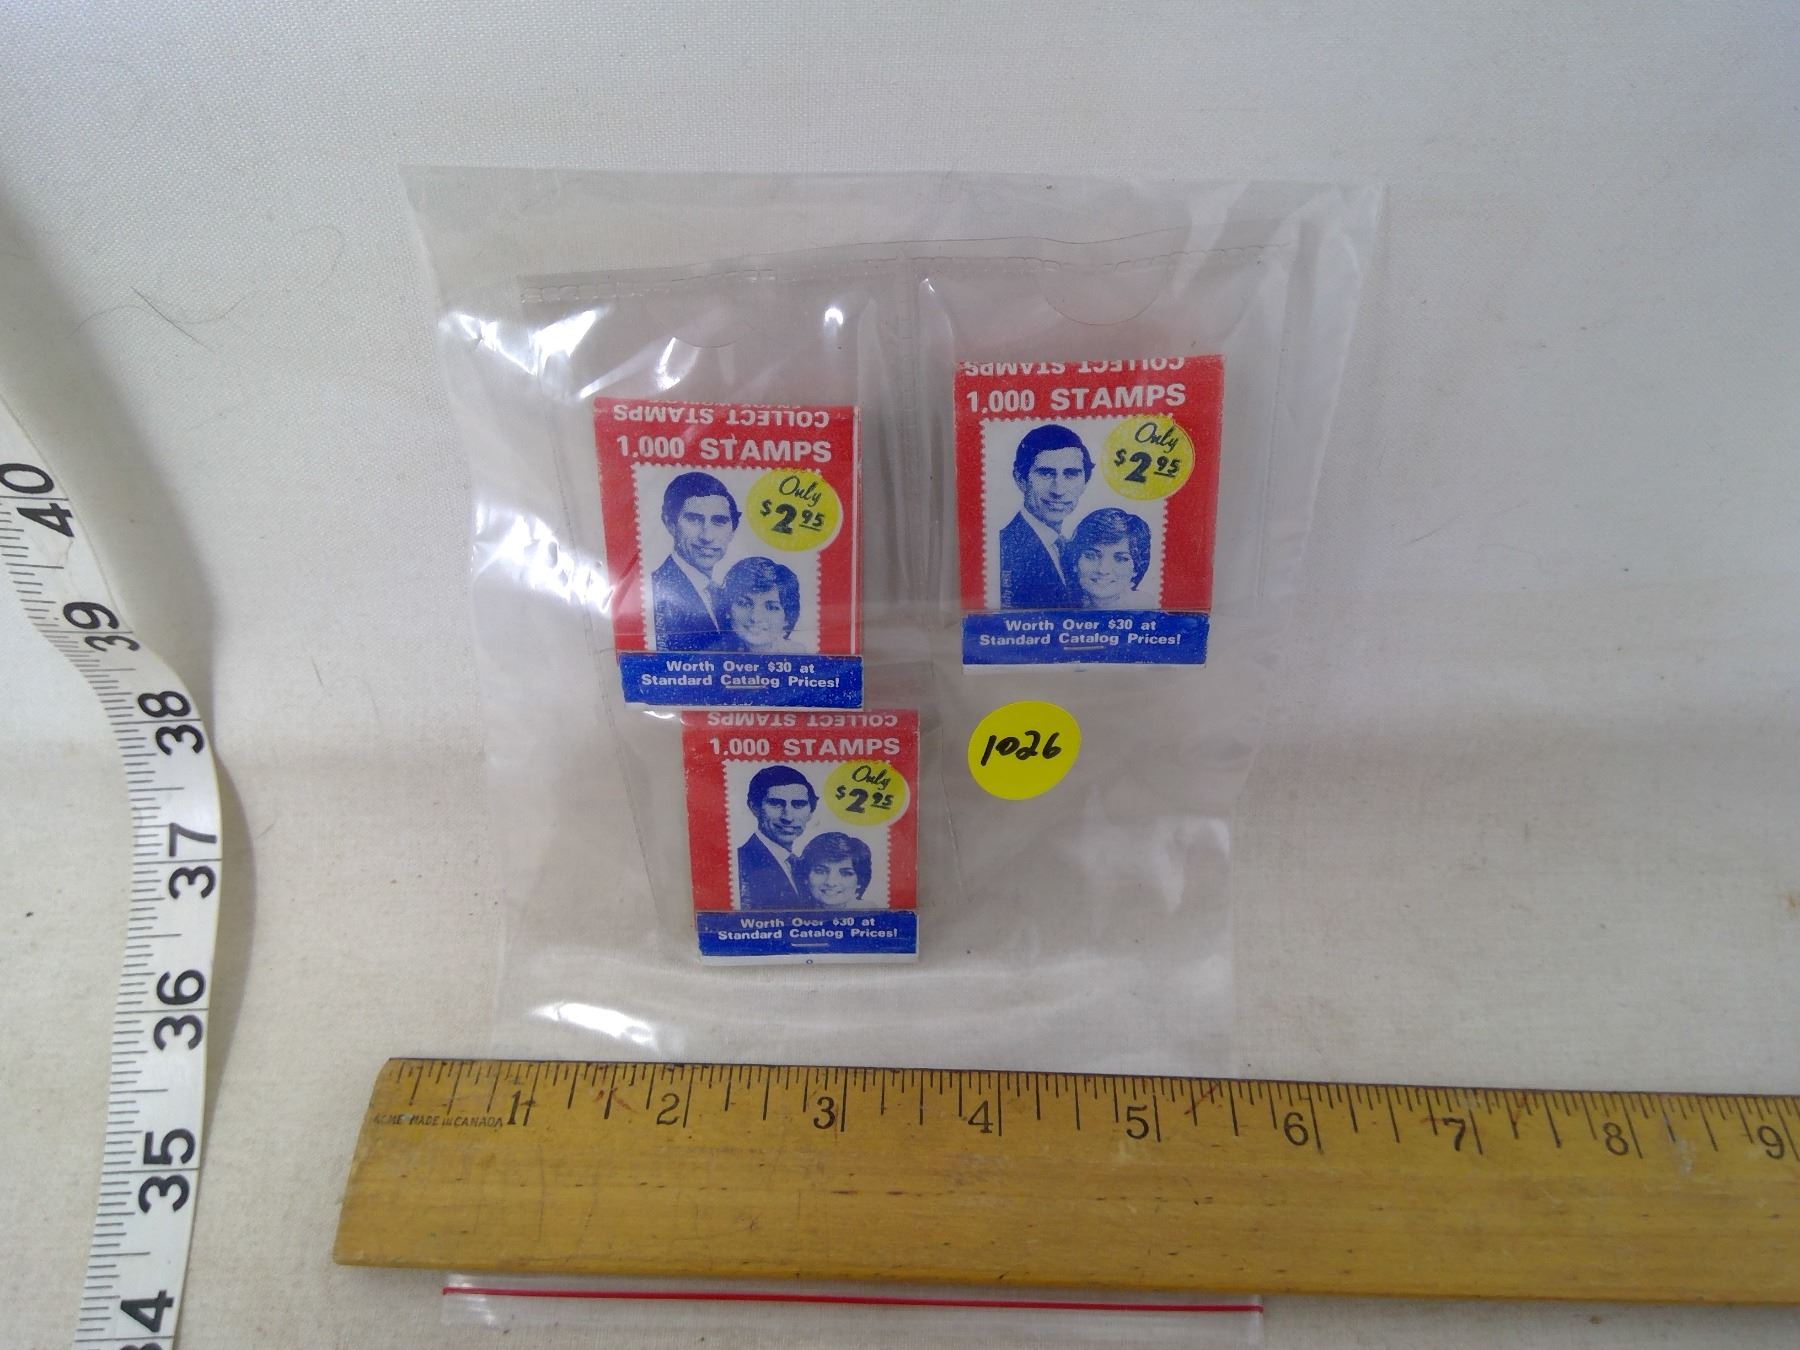 COLLECT STAMPS
1,000 STAMPS
Only
$2 95
Worth Over $30 at
Standard Catalog Prices!
COLLECT STAMPS
1,000 STAMPS
Only
$2 95
Worth Over $30 at
Standard Catalog Prices!
COLLECT STAMPS
1,000 STAMPS
Only
$2 95
Worth Over $30 at
Standard Catalog Prices!
1026
40
39
38
37
36
35
34
ACME MADE IN CANADA 1 2 3 4 5 6 7 8 9